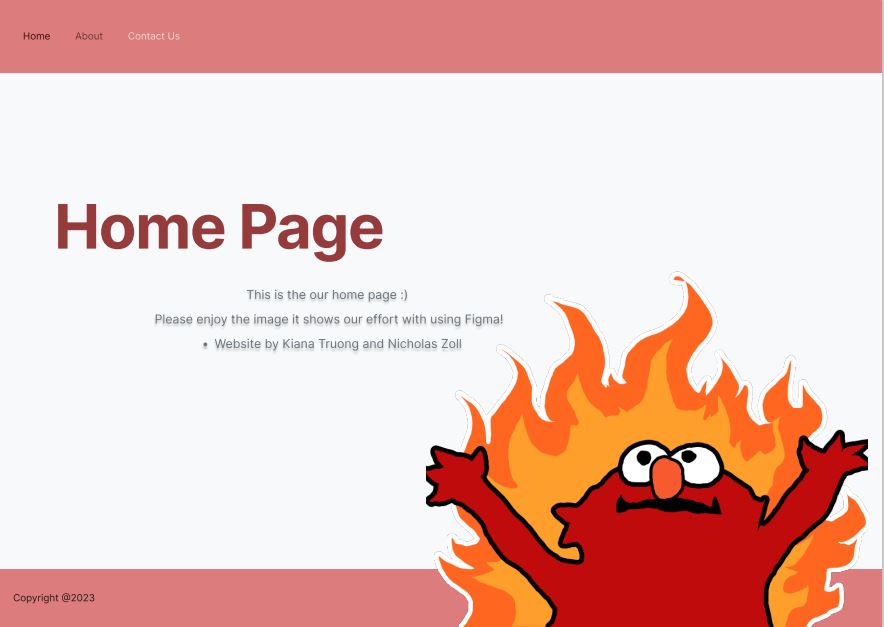 Home About Contact Us
Home Page
This is the our home page :)
Please enjoy the image it shows our effort with using Figma!
• Website by Kiana Truong and Nicholas Zoll
Copyright @2023